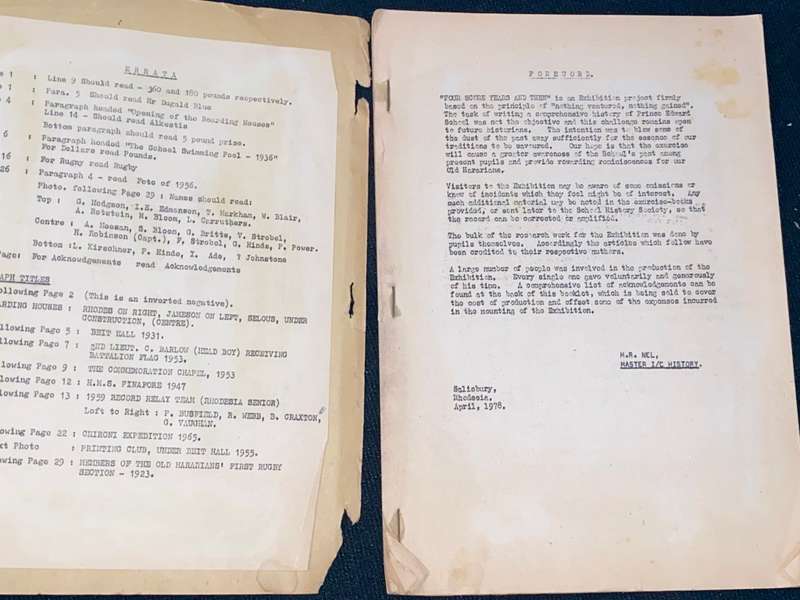 ERRATA
1 : Line 9 Should read - 360 and 180 pounds respectively.
1 : Para. 5 Should read Mr Dugald Blue
4 : Paragraph headed "Opening of the Boarding Houses"
Line 14 - Should read Alkestis
Bottom paragraph should read 5 pound prize.
6 : Paragraph headed "The School Swimming Pool - 1936"
For Dollars read Pounds.
16 : For Rugby read Rugby
26 : Paragraph 4 - read Fete of 1956.
Photo. following Page 29 : Names should read:
Top : G. Hodgson, I.E. Edmanson, T. Markham, W. Blair,
A. Rotstein, M. Bloom, L. Carruthers.
Centre : A. Mossan, S. Bloom, G. Britts, T. Strobel,
H. Robinson (Capt.), F. Strobel, G. Hinds, F. Power.
Bottom : L. Kirschner, F. Hinde, I. Ade, ? Johnstone
Page: For Acknowgements read Acknowledgements
APH TITLES
ollowing Page 2 (This is an inverted negative).
ARDING HOUSES : RHODES ON RIGHT, JAMESON ON LEFT, SELOUS, UNDER
CONSTRUCTION, (CENTRE).
llowing Page 5 : BEIT HALL 1931.
ollowing Page 7 : 2ND LIEUT. C. BARLOW (HEAD BOY) RECEIVING
BATTALION FLAG 1953.
llowing Page 9 : THE COMMEMORATION CHAPEL, 1953
llowing Page 12 : H.M.S. PINAFORE 1947
llowing Page 13 : 1959 RECORD RELAY TEAM (RHODESIA SENIOR)
Loft to Right : P. BUSFIELD, R. WEBB, B. CRAXTON,
G. VAUGHAN.
lowing Page 22 : CHIRONI EXPEDITION 1965.
xt Photo : PRINTING CLUB, UNDER BEIT HALL 1955.
owing Page 29 : MEMBERS OF THE OLD HARARIANS' FIRST RUGBY
SECTION - 1923.
FOREWORD.
"FOUR SCORE YEARS AND THEN" is an Exhibition project firmly
based on the principle of "nothing ventured, nothing gained".
The task of writing a comprehensive history of Prince Edward
School was not the objective and this challenge remains open
to future historians. The intention was to blow some of
the dust of the past away sufficiently for the essence of our
traditions to be savoured. Our hope is that the exercise
will cause a greater awareness of the School's past among
present pupils and provide rewarding reminiscences for our
Old Hararians.
Visitors to the Exhibition may be aware of some omissions or
know of incidents which they feel might be of interest. Any
such additional material may be noted in the exercise-books
provided, or sent later to the School History Society, so that
the record can be corrected or amplified.
The bulk of the research work for the Exhibition was done by
pupils themselves. Accordingly the articles which follow have
been credited to their respective authors.
A large number of people was involved in the production of the
Exhibition. Every single one gave voluntarily and generously
of his time. A comprehensive list of acknowledgements can be
found at the back of this booklet, which is being sold to cover
the cost of production and offset some of the expenses incurred
in the mounting of the Exhibition.
H.R. NEL,
MASTER I/C HISTORY.
Salisbury,
Rhodesia.
April, 1978.